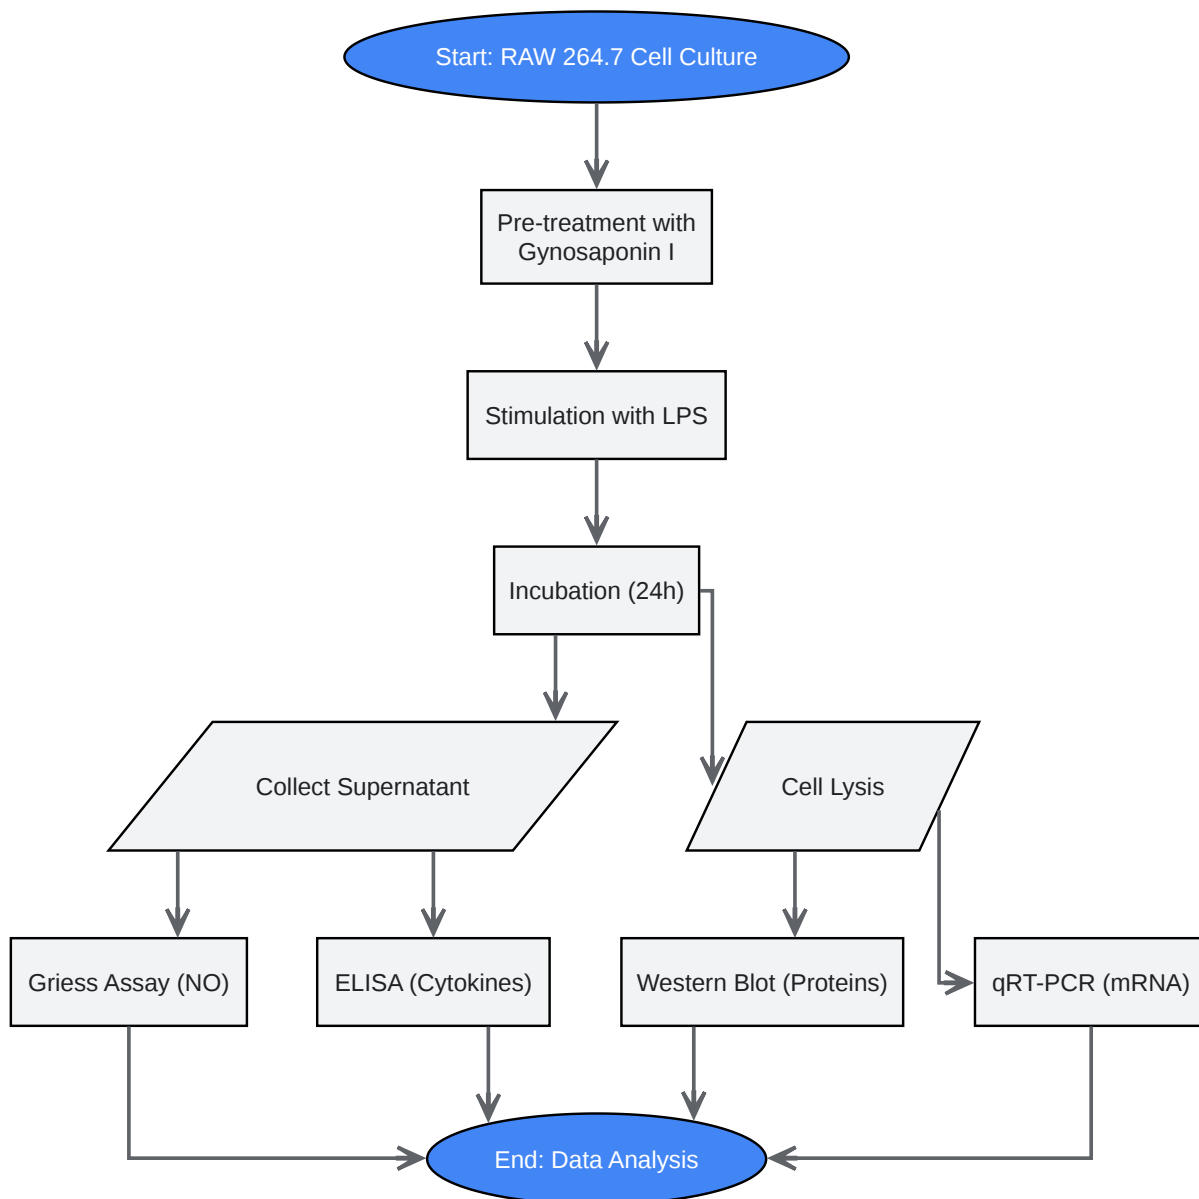 Start: RAW 264.7 Cell Culture
Pre-treatment with
Gynosaponin I
Stimulation with LPS
Incubation (24h)
Collect Supernatant
Cell Lysis
Griess Assay (NO)
ELISA (Cytokines)
Western Blot (Proteins)
qRT-PCR (mRNA)
End: Data Analysis